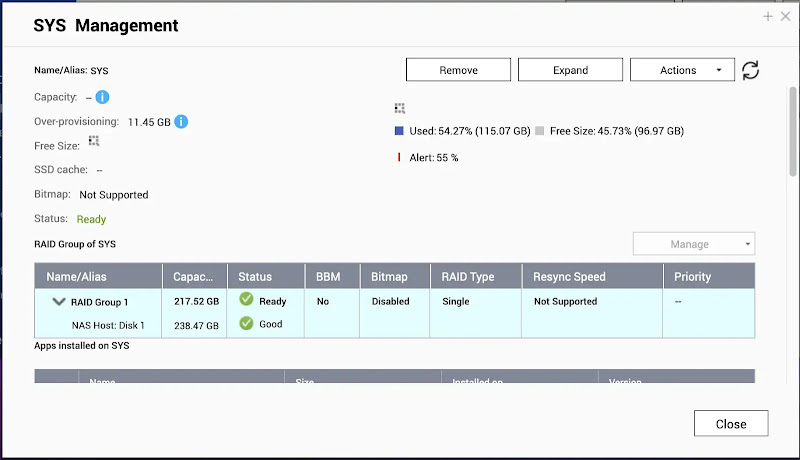 SYS Management
Name/Alias: SYS
Remove Expand Actions
Capacity: --
Over-provisioning: 11.45 GB
Free Size:
SSD cache: --
Bitmap: Not Supported
Status: Ready
Used: 54.27% (115.07 GB) Free Size: 45.73% (96.97 GB)
Alert: 55 %
RAID Group of SYS
Manage
Name/Alias Capac... Status BBM Bitmap RAID Type Resync Speed Priority
RAID Group 1 217.52 GB Ready No Disabled Single Not Supported --
NAS Host: Disk 1 238.47 GB Good
Apps installed on SYS
Name Size Installed on Version
Close